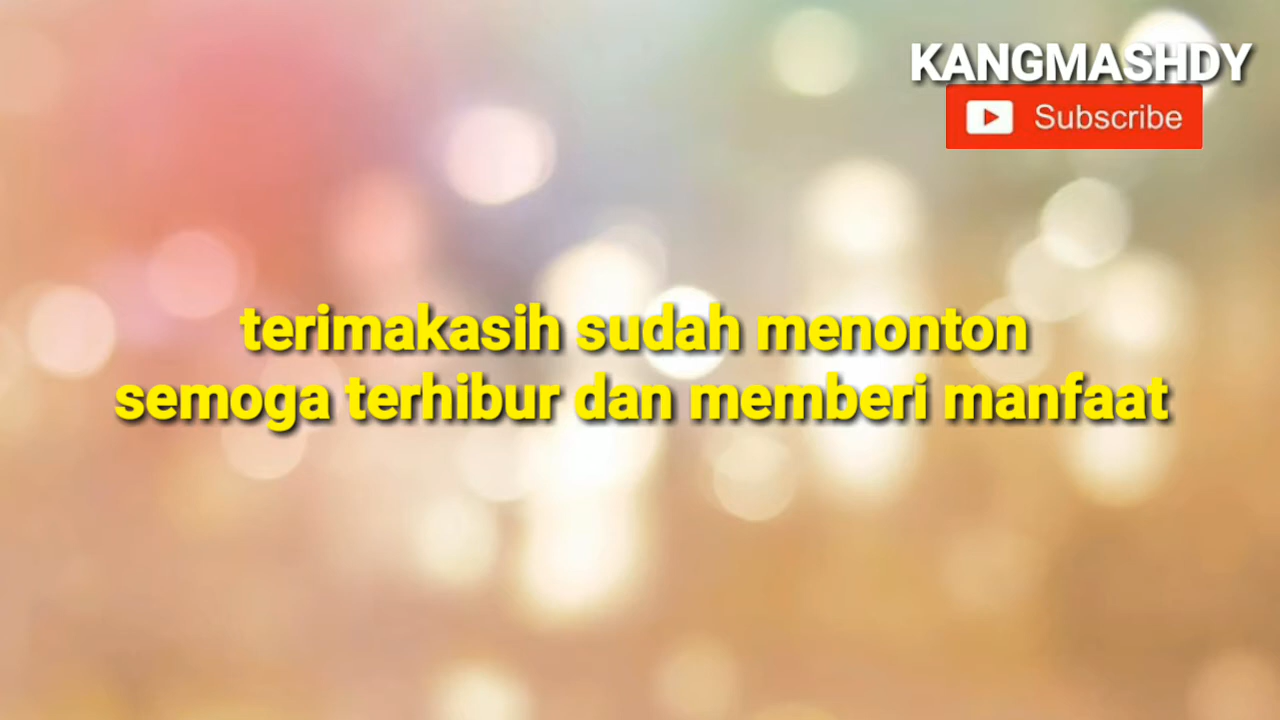 KANGMASHDY
Subscribe
terimakasih sudah menonton
semoga terhibur dan memberi manfaat